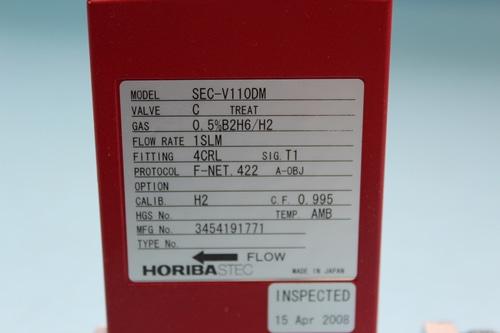 MODEL SEC-V110DM
VALVE C TREAT
GAS 0.5%B2H6/H2
FLOW RATE 1SLM
FITTING 4CRL SIG. T1
PROTOCOL F-NET. 422 A-OBJ
OPTION
CALIB. H2 C.F. 0.995
HGS No. TEMP AMB
MFG No. 3454191771
TYPE No.
FLOW
HORIBASTEC MADE IN JAPAN
INSPECTED
15 Apr 2008